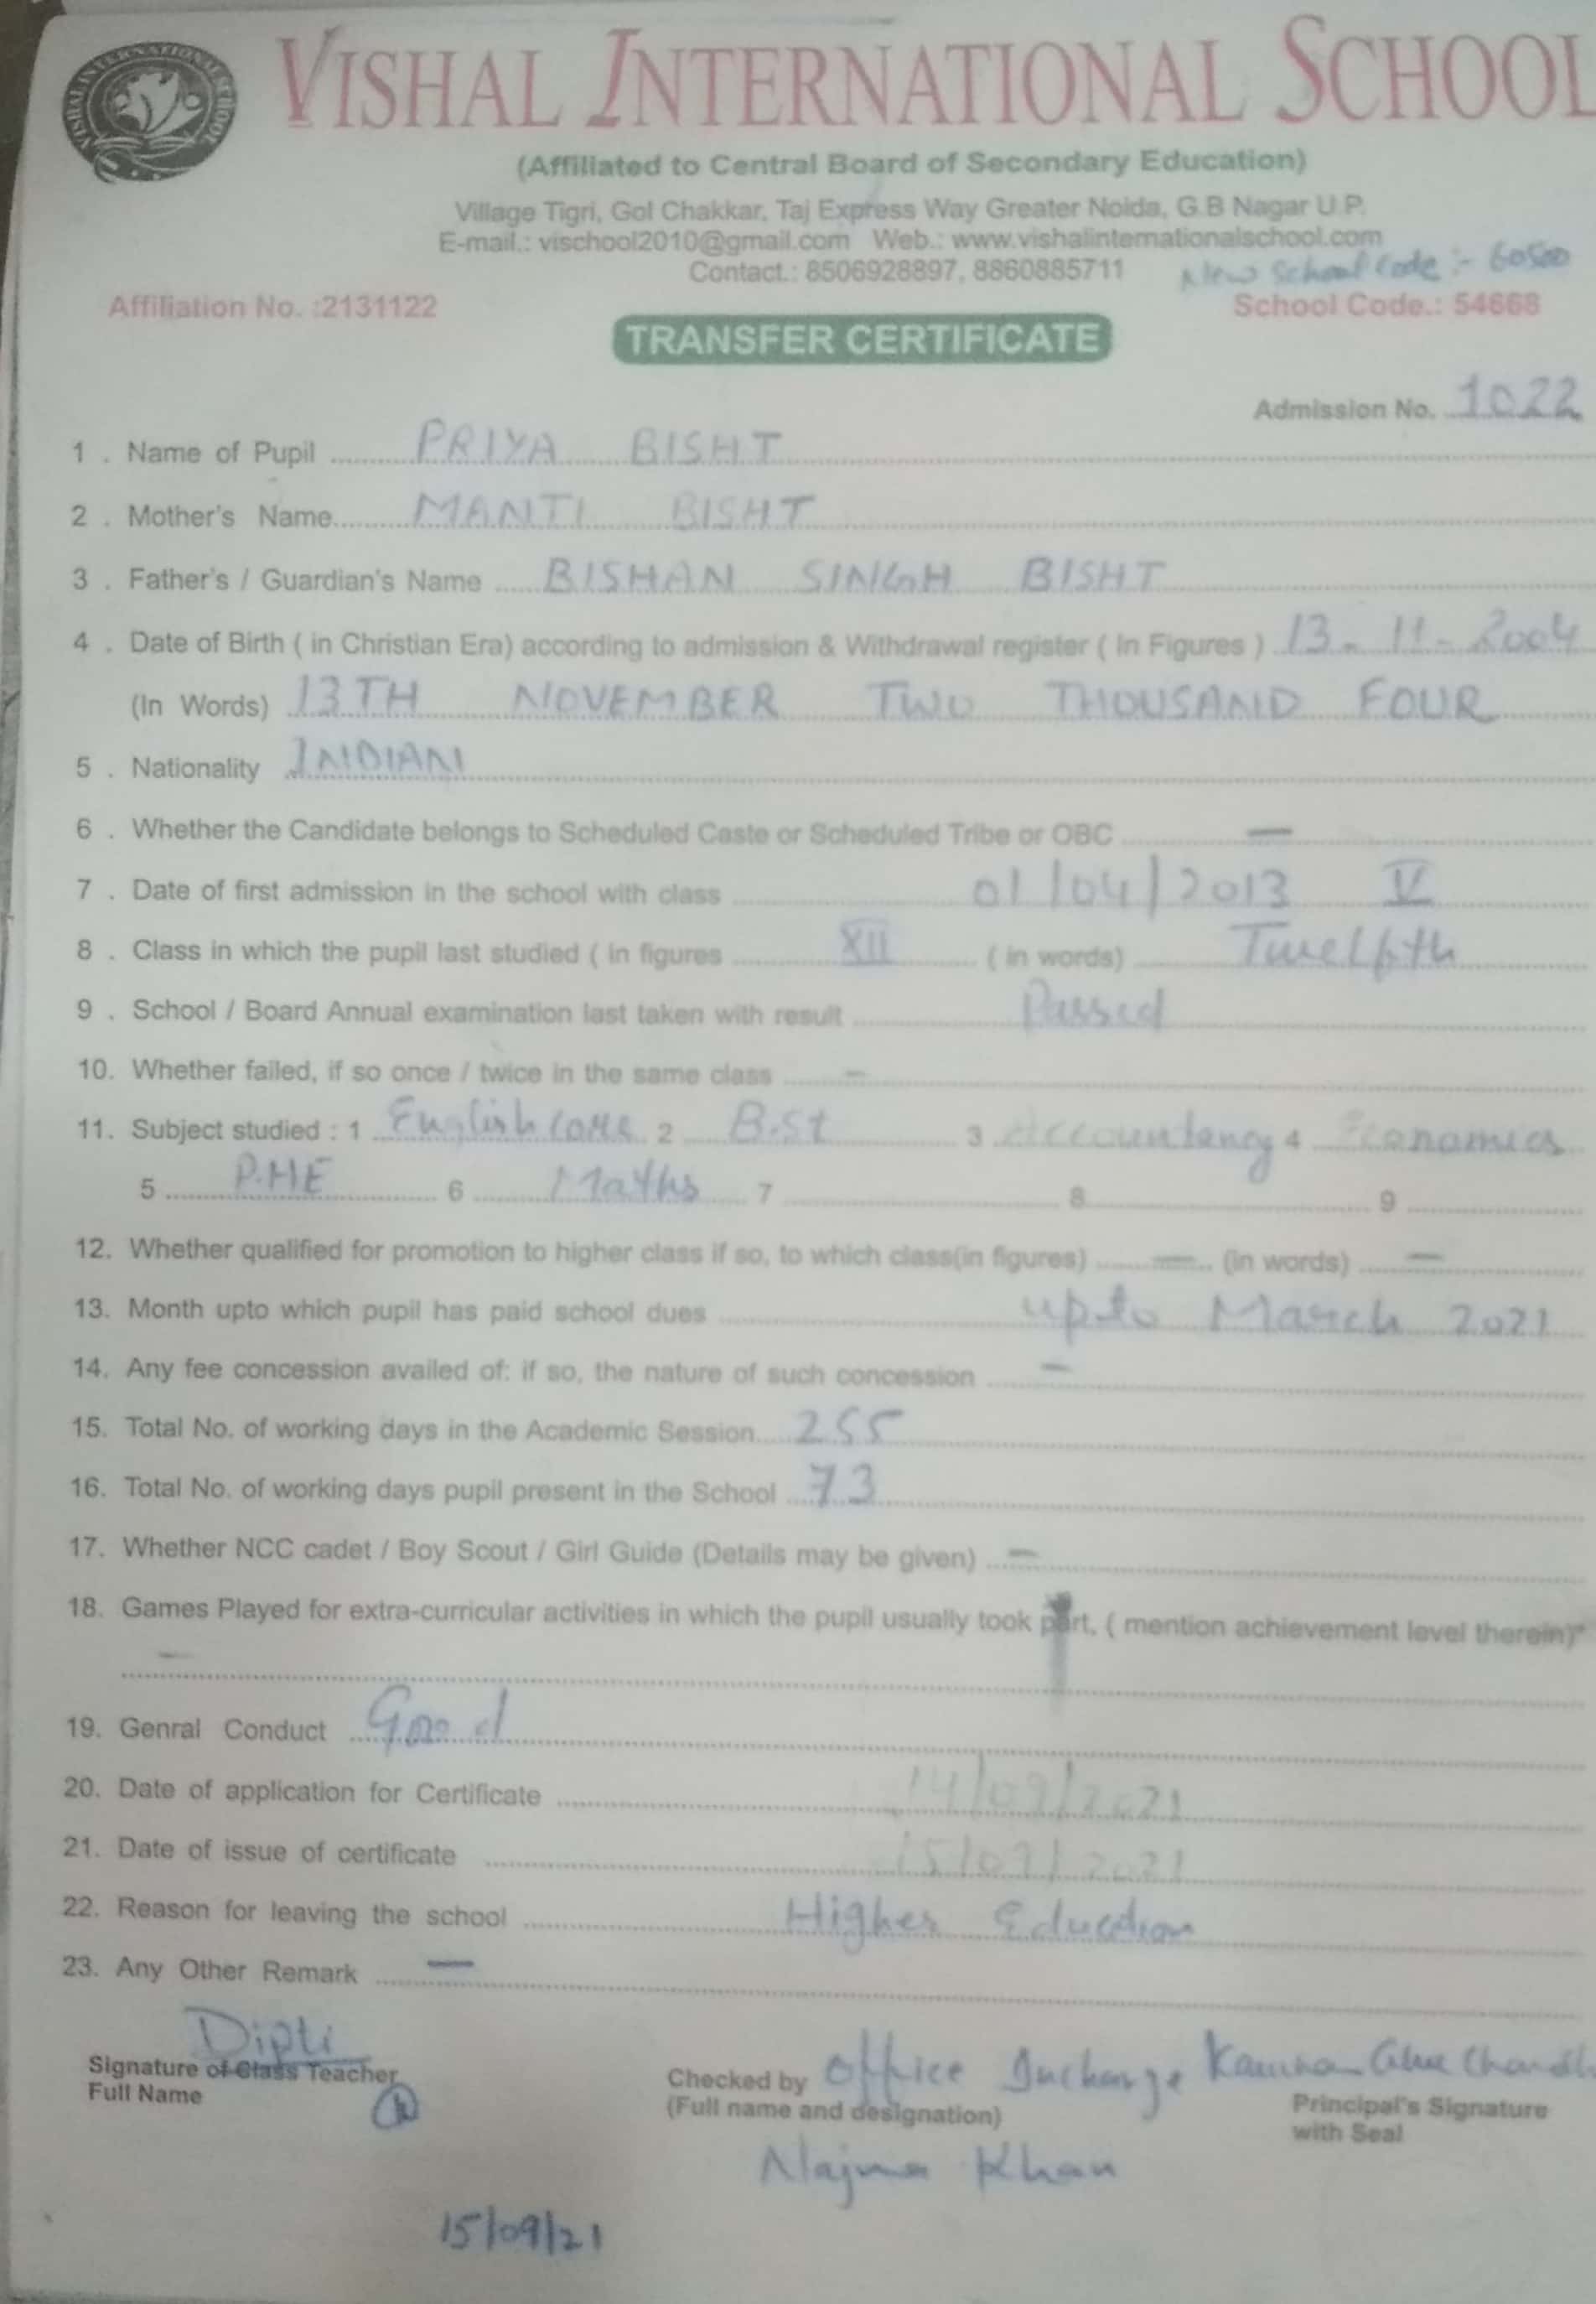 VISHAL INTERNATIONAL SCHOOL
VISHAL INTERNATIONAL SCHOOL
(Affiliated to Central Board of Secondary Education)
Village Tigri, Gol Chakkar, Taj Express Way Greater Noida, G.B Nagar U.P.
E-mail.: vischool2010@gmail.com Web.: www.vishalinternationalschool.com
Contact.: 8506928897, 8860885711 New School Code :- 60500
Affiliation No. :2131122 School Code.: 54668
TRANSFER CERTIFICATE
Admission No. 1022
1 . Name of Pupil PRIYA BISHT
2 . Mother's Name MANTI BISHT
3 . Father's / Guardian's Name BISHAN SINGH BISHT
4 . Date of Birth ( in Christian Era) according to admission & Withdrawal register ( In Figures ) 13-11-2004
(In Words) 13TH NOVEMBER TWO THOUSAND FOUR
5 . Nationality INDIAN
6 . Whether the Candidate belongs to Scheduled Caste or Scheduled Tribe or OBC —
7 . Date of first admission in the school with class 01/04/2013 V
8 . Class in which the pupil last studied ( in figures XII ( in words) Twelfth
9 . School / Board Annual examination last taken with result Passed
10. Whether failed, if so once / twice in the same class —
11. Subject studied : 1 English Core 2 B.St 3 Accountancy 4 Economics
5 P.HE 6 Maths 7 8 9
12. Whether qualified for promotion to higher class if so, to which class(in figures) — (in words) —
13. Month upto which pupil has paid school dues upto March 2021
14. Any fee concession availed of: if so, the nature of such concession —
15. Total No. of working days in the Academic Session 255
16. Total No. of working days pupil present in the School 73
17. Whether NCC cadet / Boy Scout / Girl Guide (Details may be given) —
18. Games Played for extra-curricular activities in which the pupil usually took part, ( mention achievement level therein)*
—
19. Genral Conduct Good
20. Date of application for Certificate 14/09/2021
21. Date of issue of certificate 15/09/2021
22. Reason for leaving the school Higher Education
23. Any Other Remark —
Dipti
Signature of Class Teacher Checked by Office Incharge
Full Name (Full name and designation) Principal's Signature
with Seal
Najma Khan
15/09/21